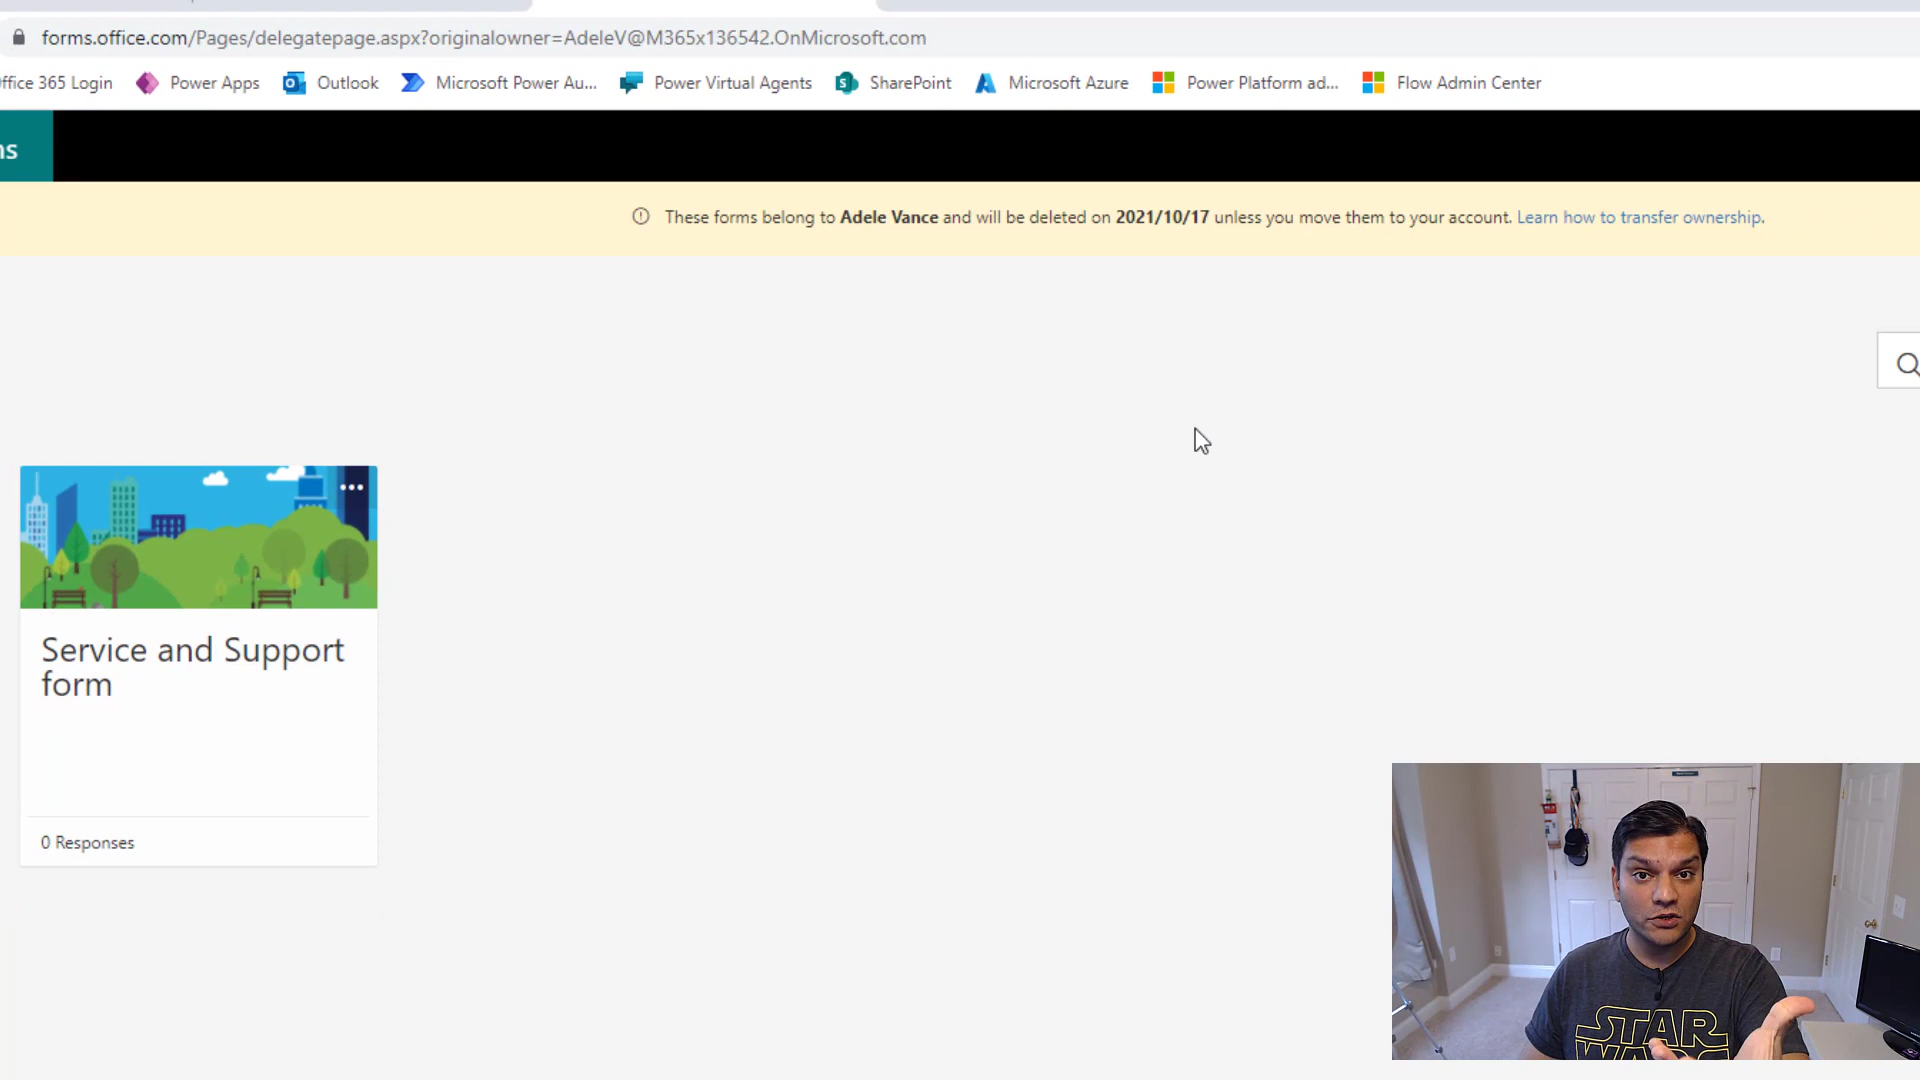 forms.office.com/Pages/delegatepage.aspx?originalowner=AdeleV@M365x136542.OnMicrosoft.com
ffice 365 Login Power Apps Outlook Microsoft Power Au... Power Virtual Agents SharePoint Microsoft Azure Power Platform ad... Flow Admin Center
ns
These forms belong to Adele Vance and will be deleted on 2021/10/17 unless you move them to your account. Learn how to transfer ownership.
Service and Support
form
0 Responses
STAR
WARS